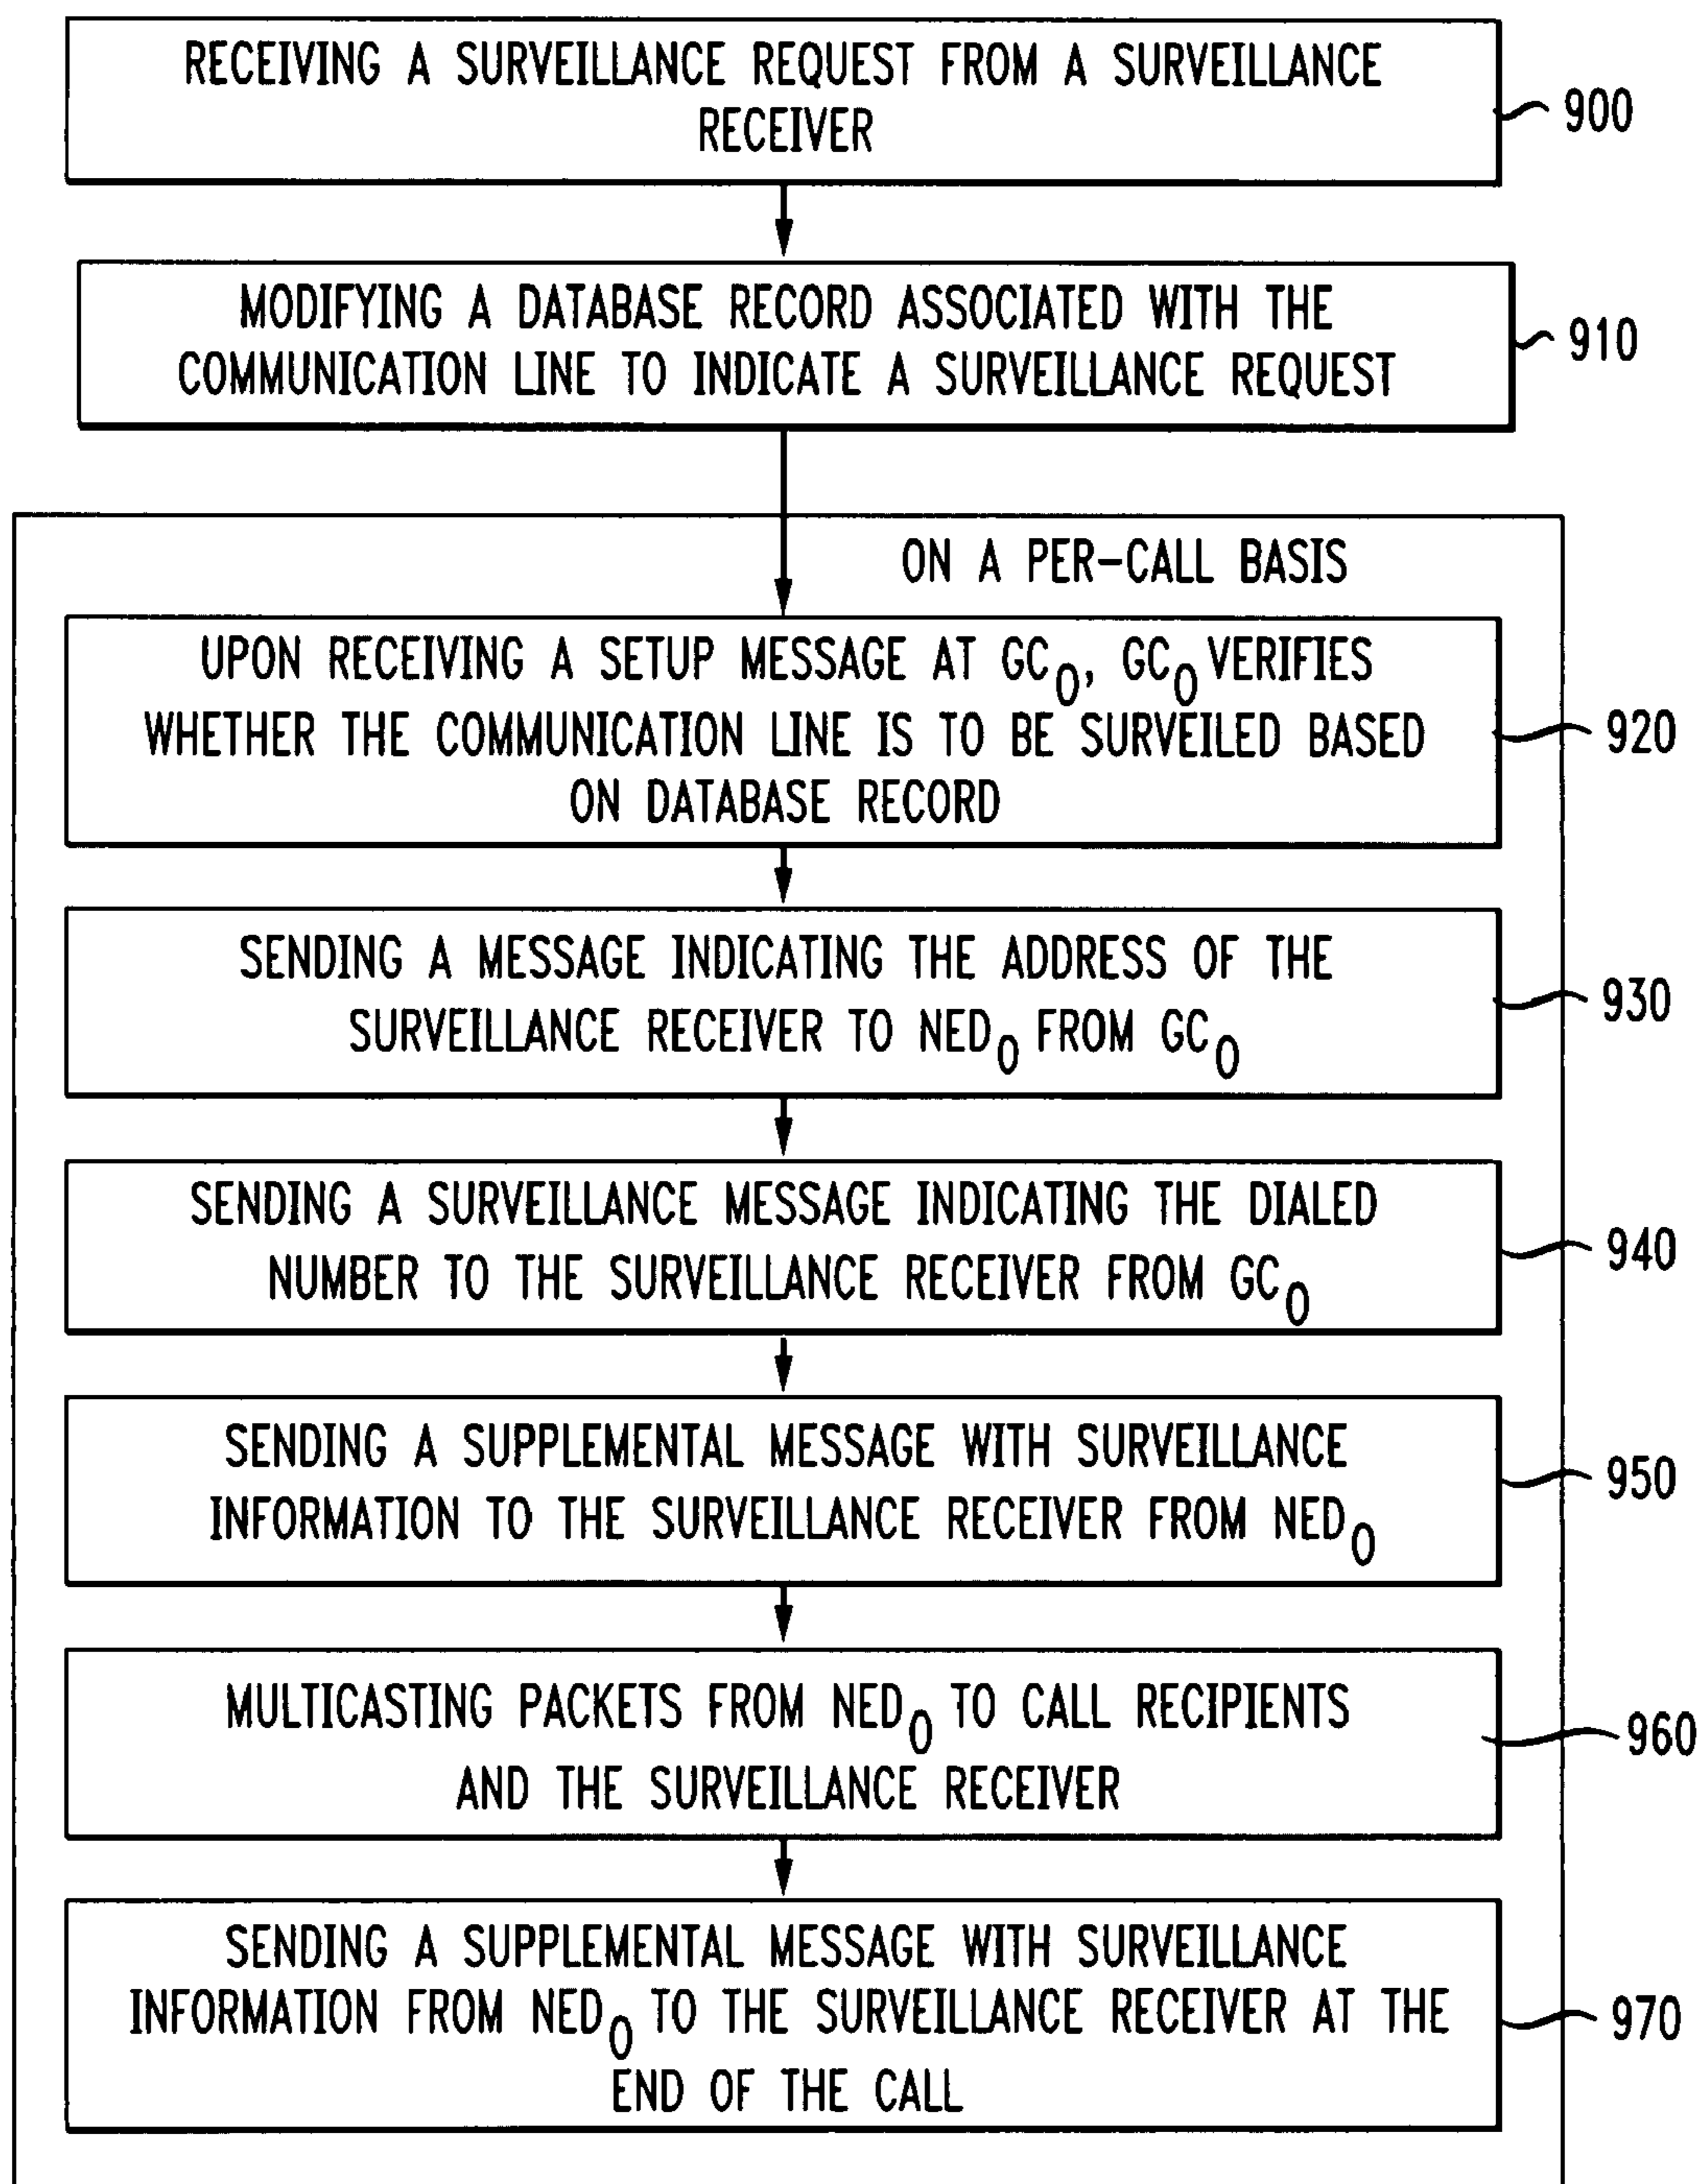 RECEIVING A SURVEILLANCE REQUEST FROM A SURVEILLANCE
RECEIVER
900
MODIFYING A DATABASE RECORD ASSOCIATED WITH THE
COMMUNICATION LINE TO INDICATE A SURVEILLANCE REQUEST
910
ON A PER-CALL BASIS
UPON RECEIVING A SETUP MESSAGE AT GC0, GC0 VERIFIES
WHETHER THE COMMUNICATION LINE IS TO BE SURVEILED BASED
ON DATABASE RECORD
920
SENDING A MESSAGE INDICATING THE ADDRESS OF THE
SURVEILLANCE RECEIVER TO NED0 FROM GC0
930
SENDING A SURVEILLANCE MESSAGE INDICATING THE DIALED
NUMBER TO THE SURVEILLANCE RECEIVER FROM GC0
940
SENDING A SUPPLEMENTAL MESSAGE WITH SURVEILLANCE
INFORMATION TO THE SURVEILLANCE RECEIVER FROM NED0
950
MULTICASTING PACKETS FROM NED0 TO CALL RECIPIENTS
AND THE SURVEILLANCE RECEIVER
960
SENDING A SUPPLEMENTAL MESSAGE WITH SURVEILLANCE
INFORMATION FROM NED0 TO THE SURVEILLANCE RECEIVER AT THE
END OF THE CALL
970